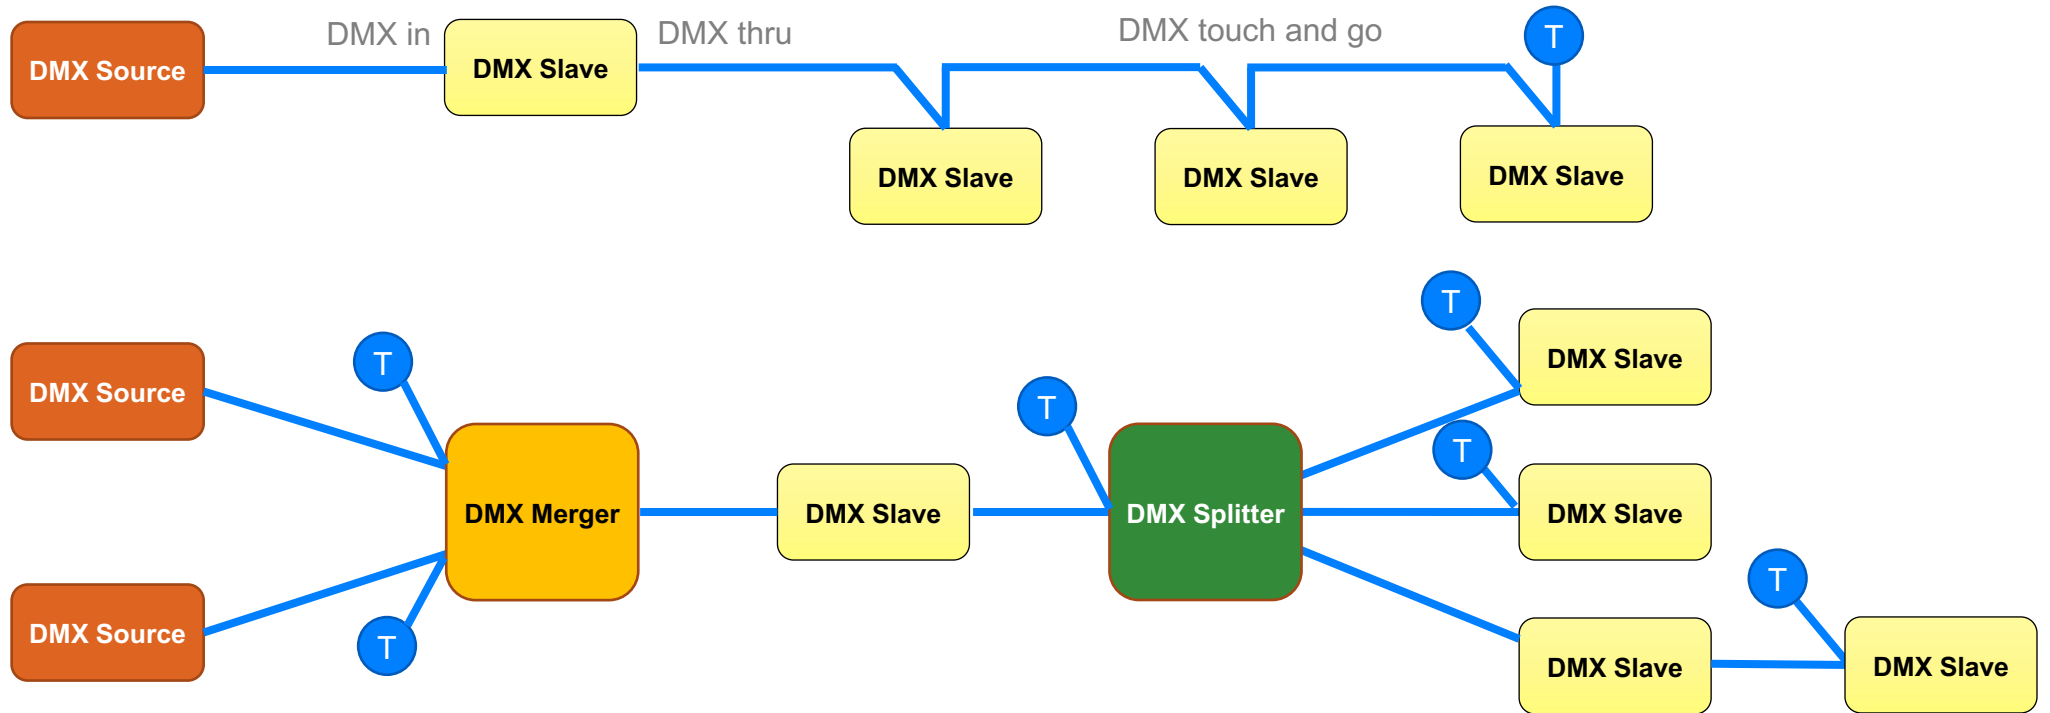 DMX Source
DMX in
DMX Slave
DMX thru
DMX touch and go
T
DMX Slave
DMX Slave
DMX Slave
DMX Source
T
T
T
DMX Slave
T
DMX Merger
DMX Slave
DMX Splitter
DMX Slave
DMX Source
T
T
DMX Slave
DMX Slave